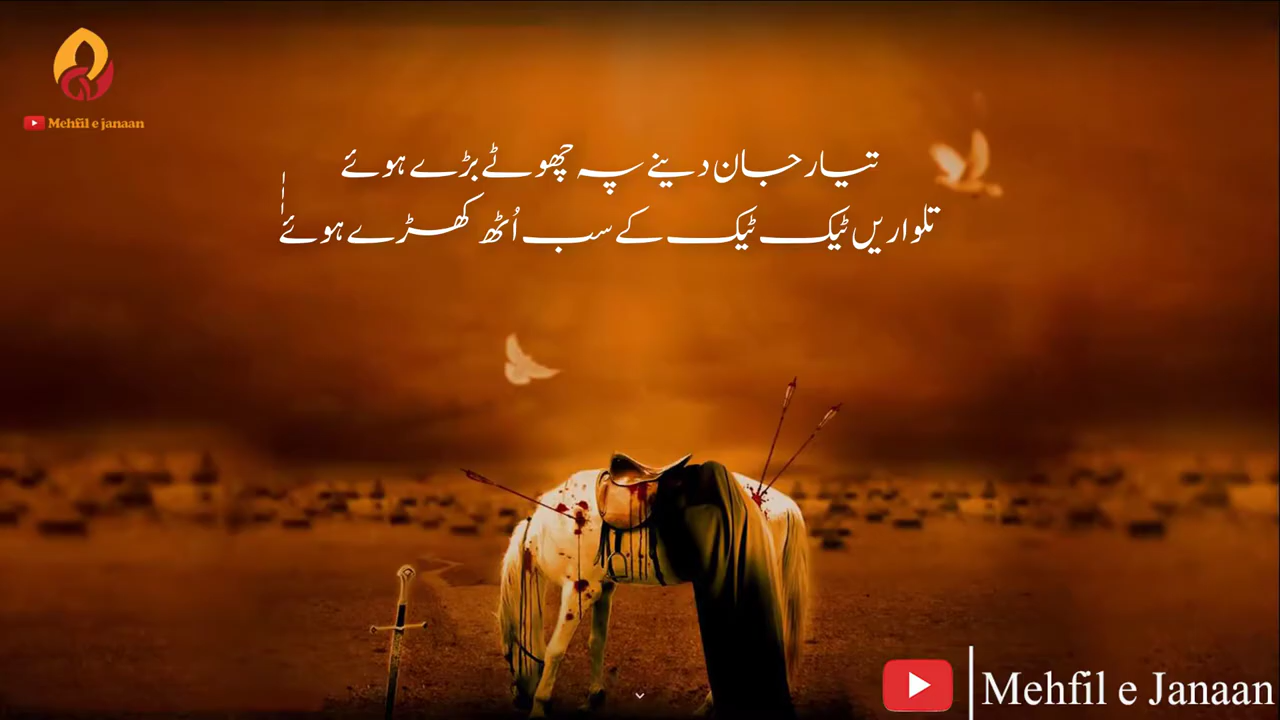 Mehfil e janaan
تیار جان دینے پہ چھوٹے بڑے ہوئے
تلواریں ٹیک ٹیک کے سب اُٹھ کھڑے ہوئے
Mehfil e Janaan